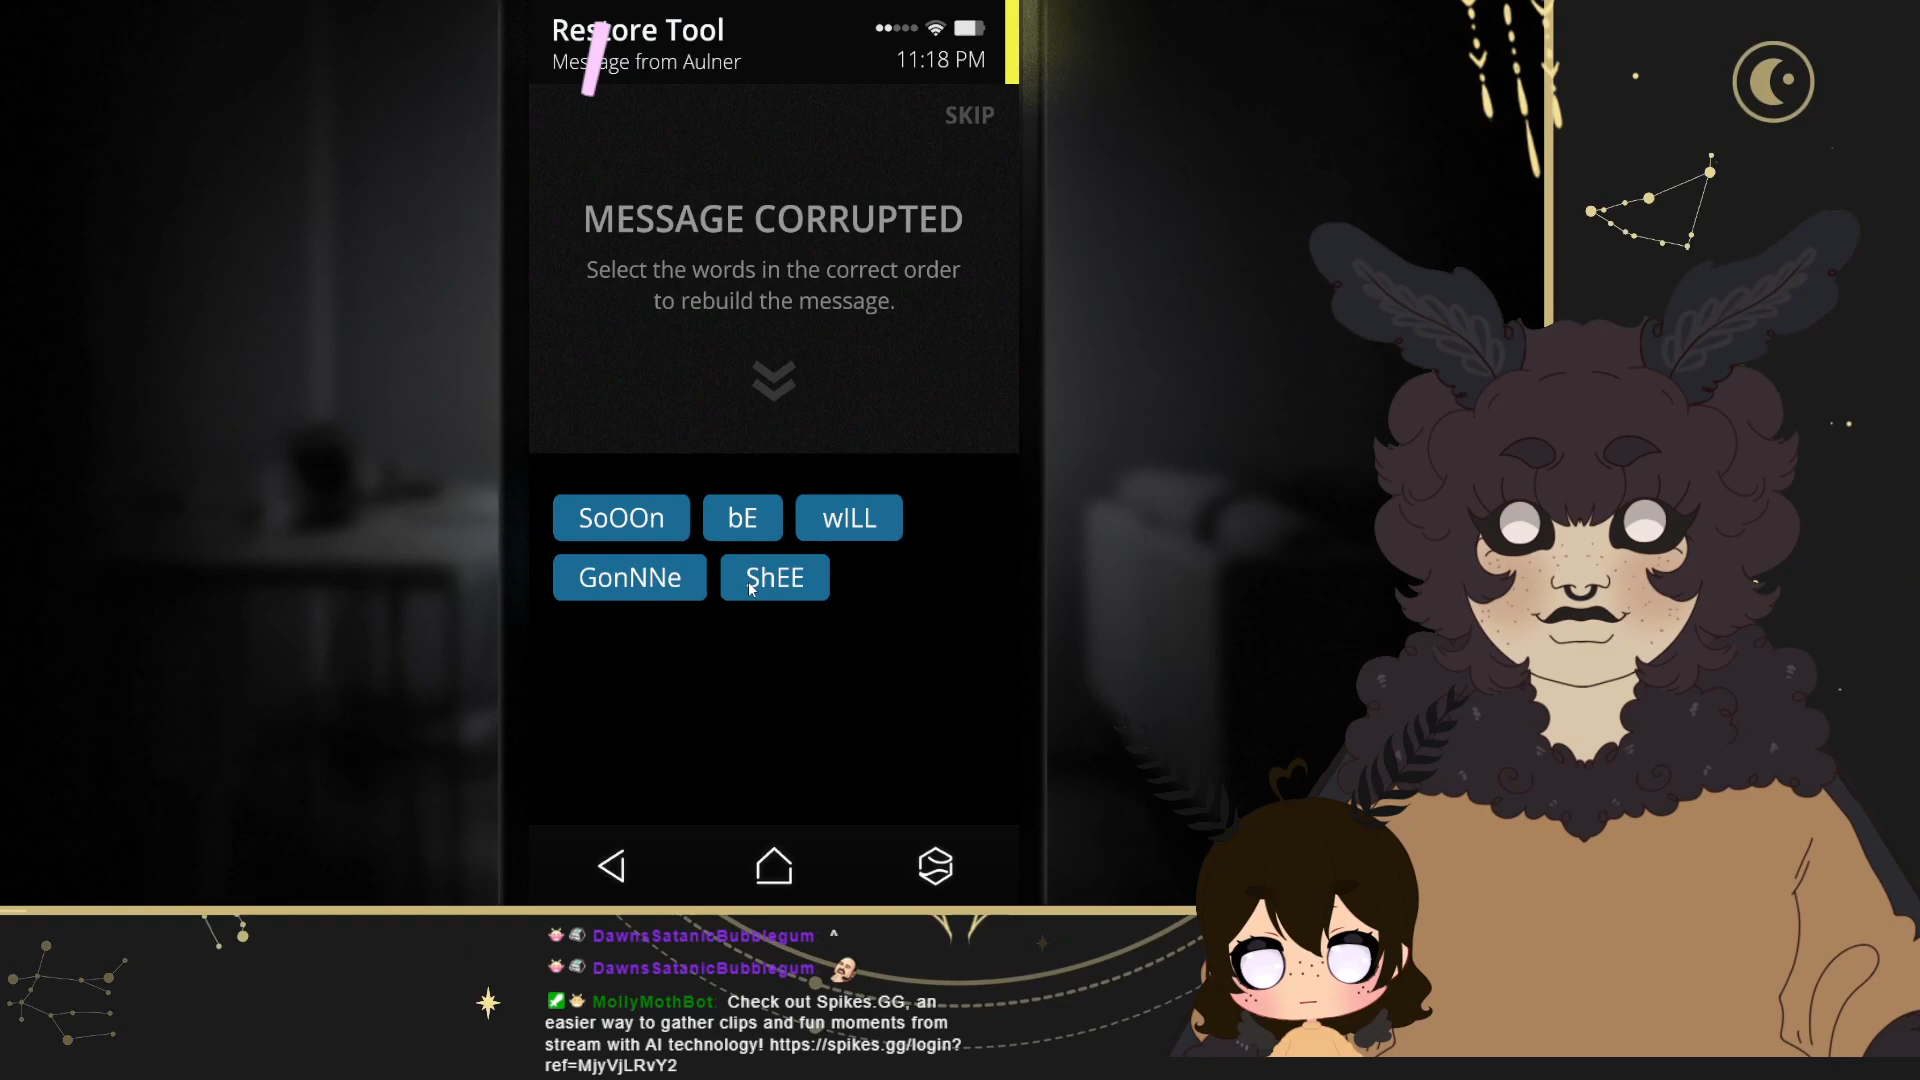 Restore Tool
Message from Aulner
11:18 PM
SKIP
MESSAGE CORRUPTED
Select the words in the correct order
to rebuild the message.
SoOOn bE wILL
GonNNe ShEE
DawnsSatanicBubblegum: ^
DawnsSatanicBubblegum
MollyMothBot: Check out Spikes.GG, an
easier way to gather clips and fun moments from
stream with AI technology! https://spikes.gg/login?
ref=MjyVjLRvY2